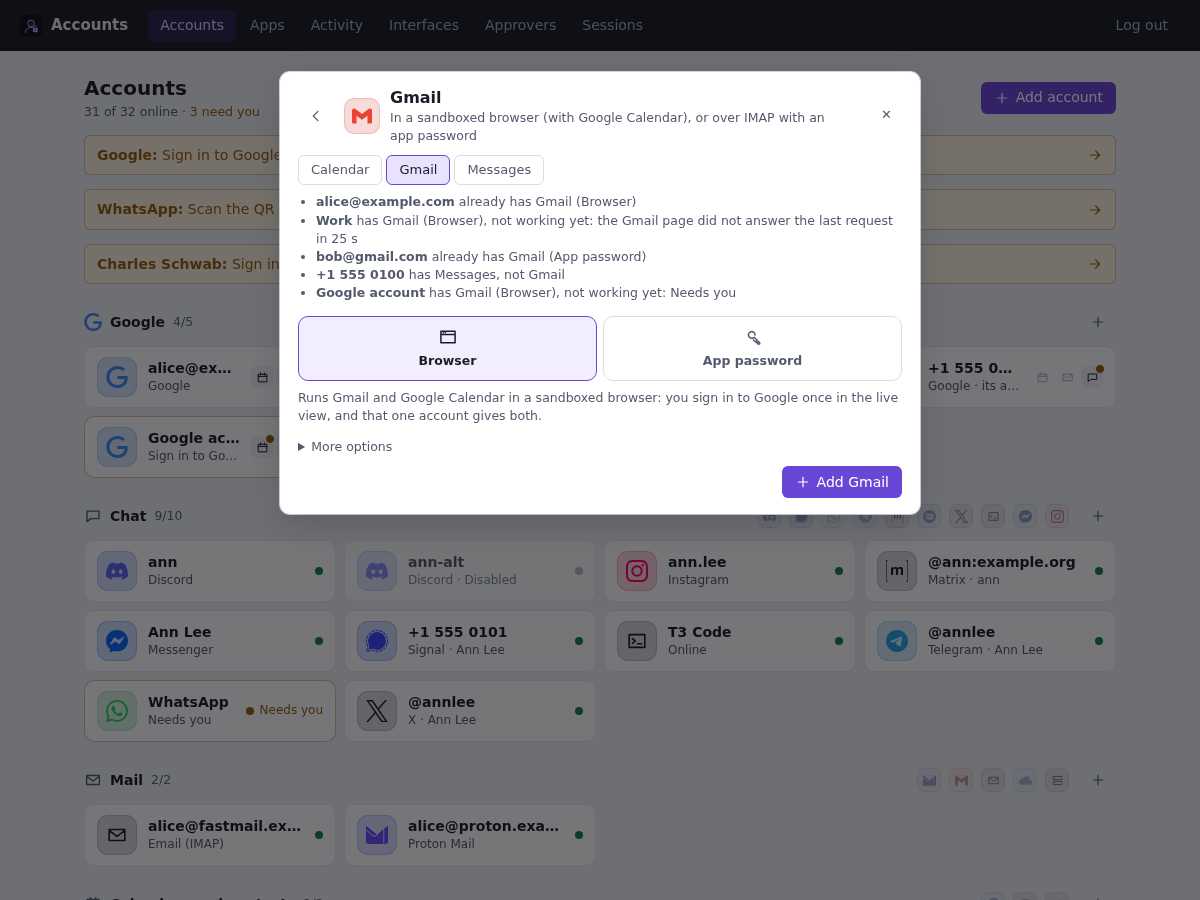 Accounts Accounts Apps Activity Interfaces Approvers Sessions Log out
Accounts
31 of 32 online · 3 need you
Add account
Google: Sign in to Google
WhatsApp: Scan the QR
Charles Schwab: Sign in
Gmail
In a sandboxed browser (with Google Calendar), or over IMAP with an
app password
Calendar Gmail Messages
• alice@example.com already has Gmail (Browser)
• Work has Gmail (Browser), not working yet: the Gmail page did not answer the last request
in 25 s
• bob@gmail.com already has Gmail (App password)
• +1 555 0100 has Messages, not Gmail
• Google account has Gmail (Browser), not working yet: Needs you
Browser App password
Runs Gmail and Google Calendar in a sandboxed browser: you sign in to Google once in the live
view, and that one account gives both.
More options
Add Gmail
Google 4/5
alice@ex…
Google
+1 555 0…
Google · its a…
Google ac…
Sign in to Go…
Chat 9/10
ann
Discord
ann-alt
Discord · Disabled
ann.lee
Instagram
@ann:example.org
Matrix · ann
Ann Lee
Messenger
+1 555 0101
Signal · Ann Lee
T3 Code
Online
@annlee
Telegram · Ann Lee
WhatsApp
Needs you
Needs you
@annlee
X · Ann Lee
Mail 2/2
alice@fastmail.ex…
Email (IMAP)
alice@proton.exa…
Proton Mail